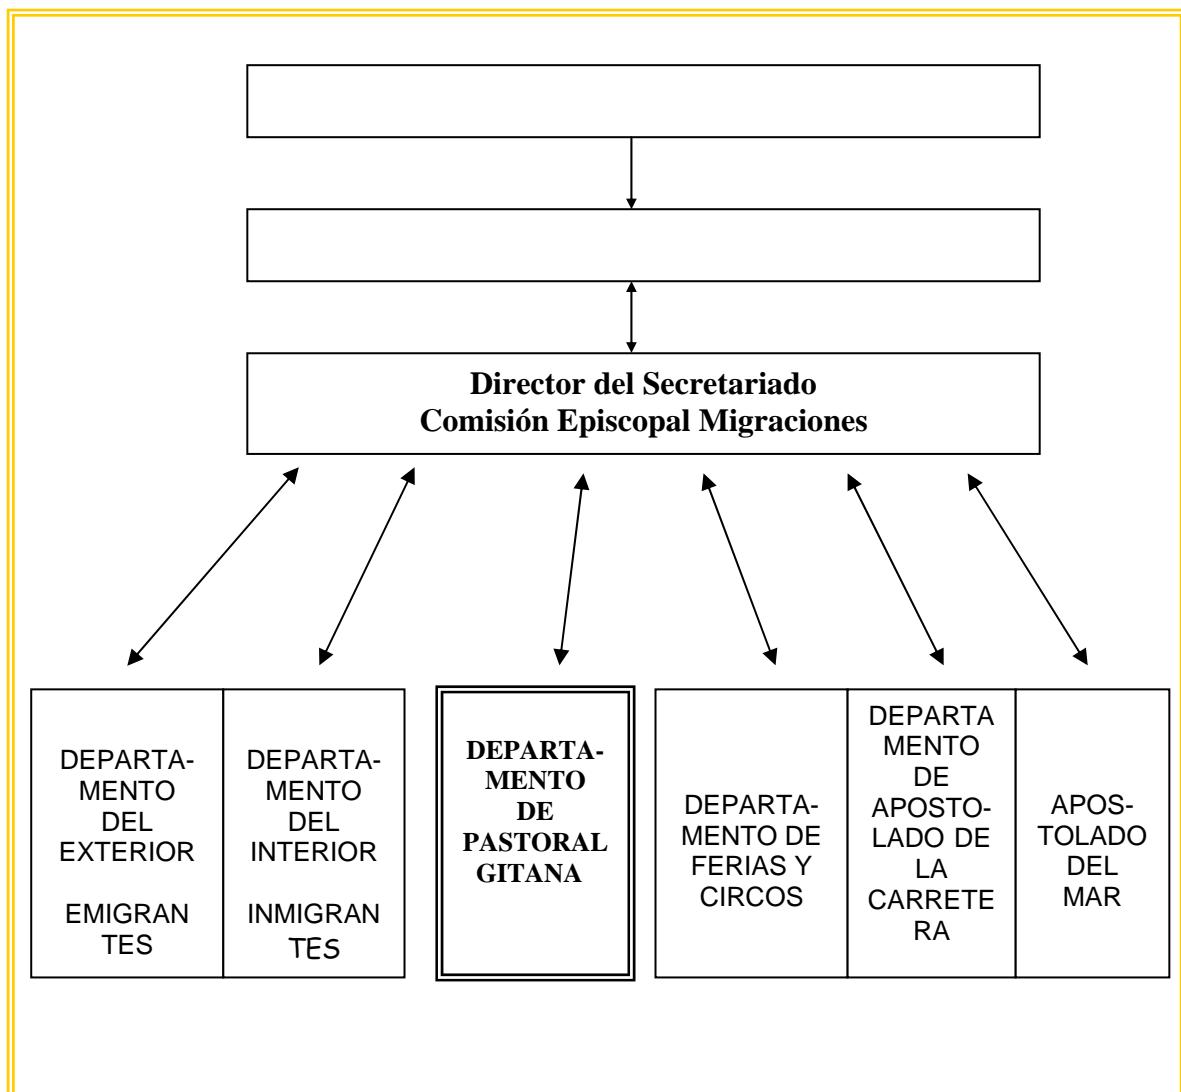 Director del Secretariado
Comisión Episcopal Migraciones
DEPARTA-
MENTO
DEL
EXTERIOR
EMIGRAN
TES
DEPARTA-
MENTO
DEL
INTERIOR
INMIGRAN
TES
DEPARTA-
MENTO
DE
PASTORAL
GITANA
DEPARTA-
MENTO DE
FERIAS Y
CIRCOS
DEPARTA
MENTO
DE
APOSTO-
LADO DE
LA
CARRETE
RA
APOS-
TOLADO
DEL
MAR